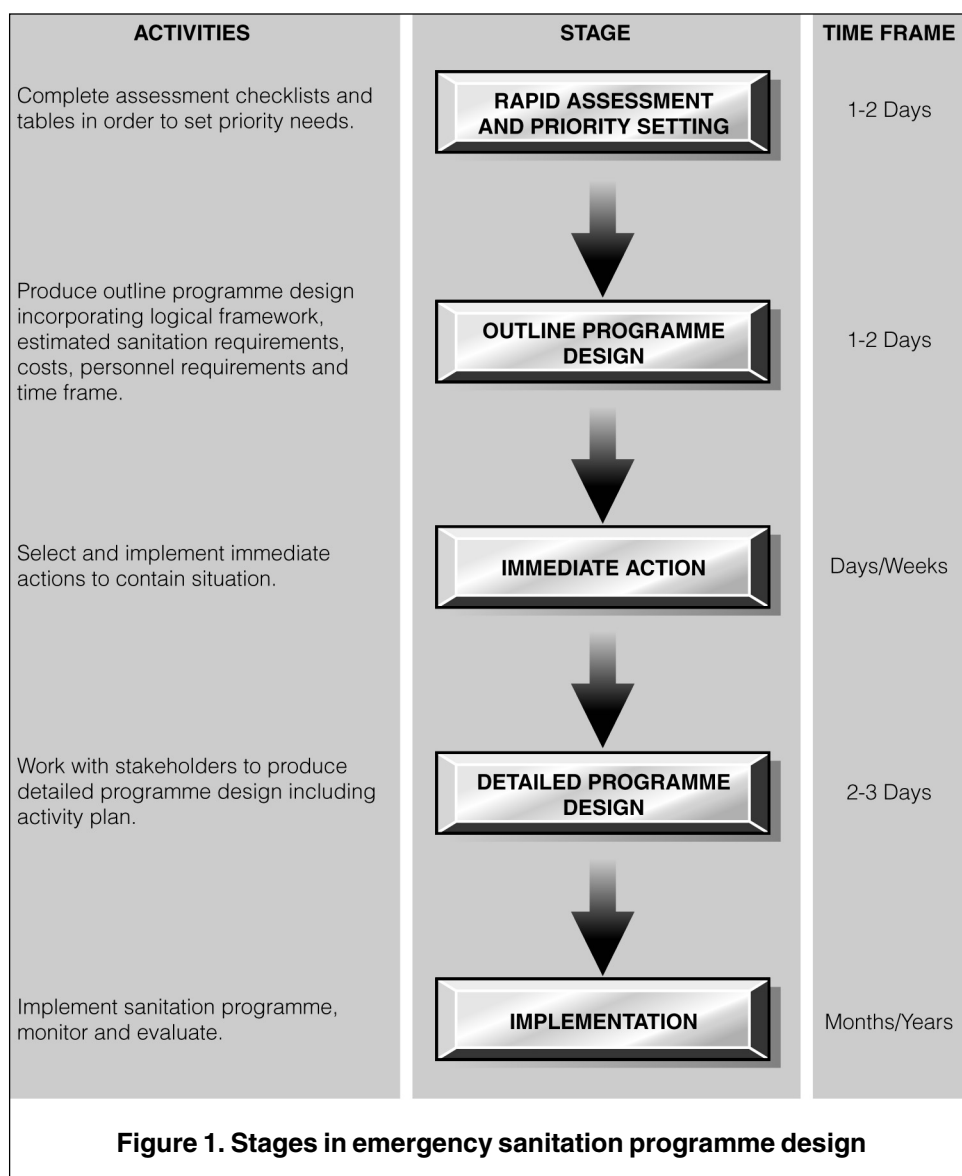 ACTIVITIES
STAGE
TIME FRAME
Complete assessment checklists and
tables in order to set priority needs.
RAPID ASSESSMENT
AND PRIORITY SETTING
1-2 Days
Produce outline programme design
incorporating logical framework,
estimated sanitation requirements,
costs, personnel requirements and
time frame.
OUTLINE PROGRAMME
DESIGN
1-2 Days
Select and implement immediate
actions to contain situation.
IMMEDIATE ACTION
Days/Weeks
Work with stakeholders to produce
detailed programme design including
activity plan.
DETAILED PROGRAMME
DESIGN
2-3 Days
Implement sanitation programme,
monitor and evaluate.
IMPLEMENTATION
Months/Years
Figure 1. Stages in emergency sanitation programme design